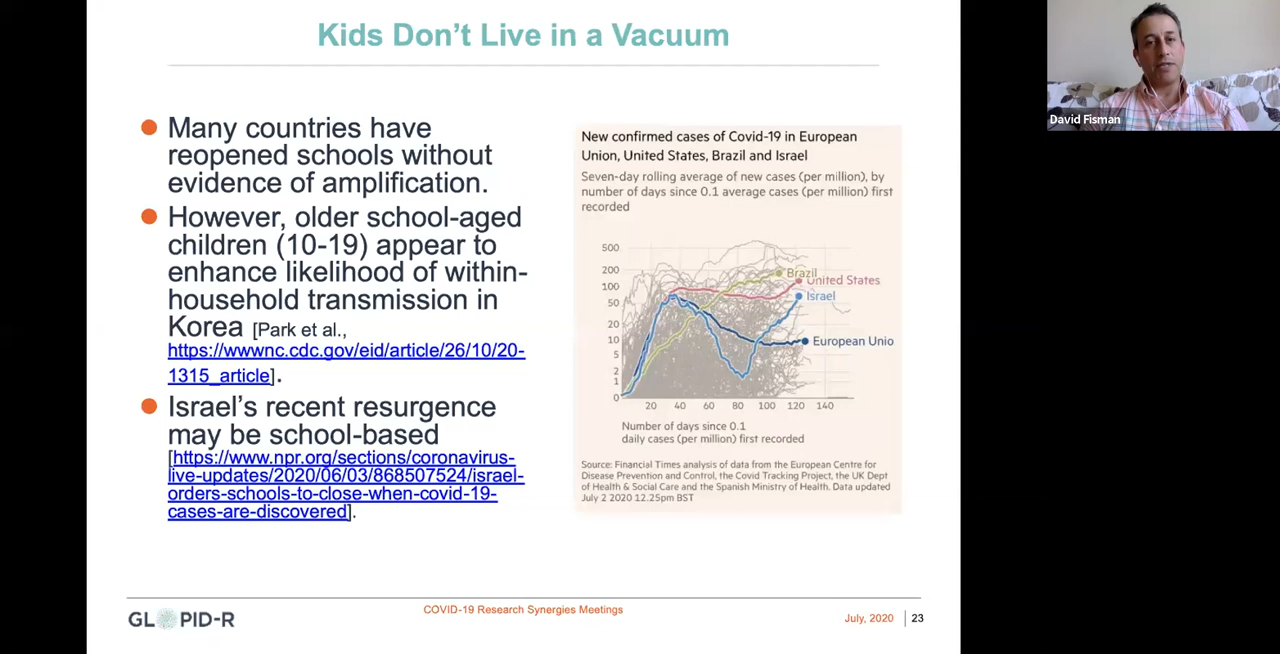 Kids Don't Live in a Vacuum
Many countries have
reopened schools without
evidence of amplification.
However, older school-aged
children (10-19) appear to
enhance likelihood of within-
household transmission in
Korea [Park et al.,
https://wwwnc.cdc.gov/eid/article/26/10/20-
1315_article].
Israel's recent resurgence
may be school-based
[https://www.npr.org/sections/coronavirus-
live-updates/2020/06/03/868507524/israel-
orders-schools-to-close-when-covid-19-
cases-are-discovered].
New confirmed cases of Covid-19 in European
Union, United States, Brazil and Israel
Seven-day rolling average of new cases (per million), by
number of days since 0.1 average cases (per million) first
recorded
500
200
100
50
20
10
5
2
1
0
Brazil
United States
Israel
European Unio
20 40 60 80 100 120 140
Number of days since 0.1
daily cases (per million) first recorded
Source: Financial Times analysis of data from the European Centre for
Disease Prevention and Control, the Covid Tracking Project, the UK Dept
of Health & Social Care and the Spanish Ministry of Health. Data updated
July 2 2020 12.25pm BST
GLOPID-R
COVID-19 Research Synergies Meetings
July, 2020 23
David Fisman